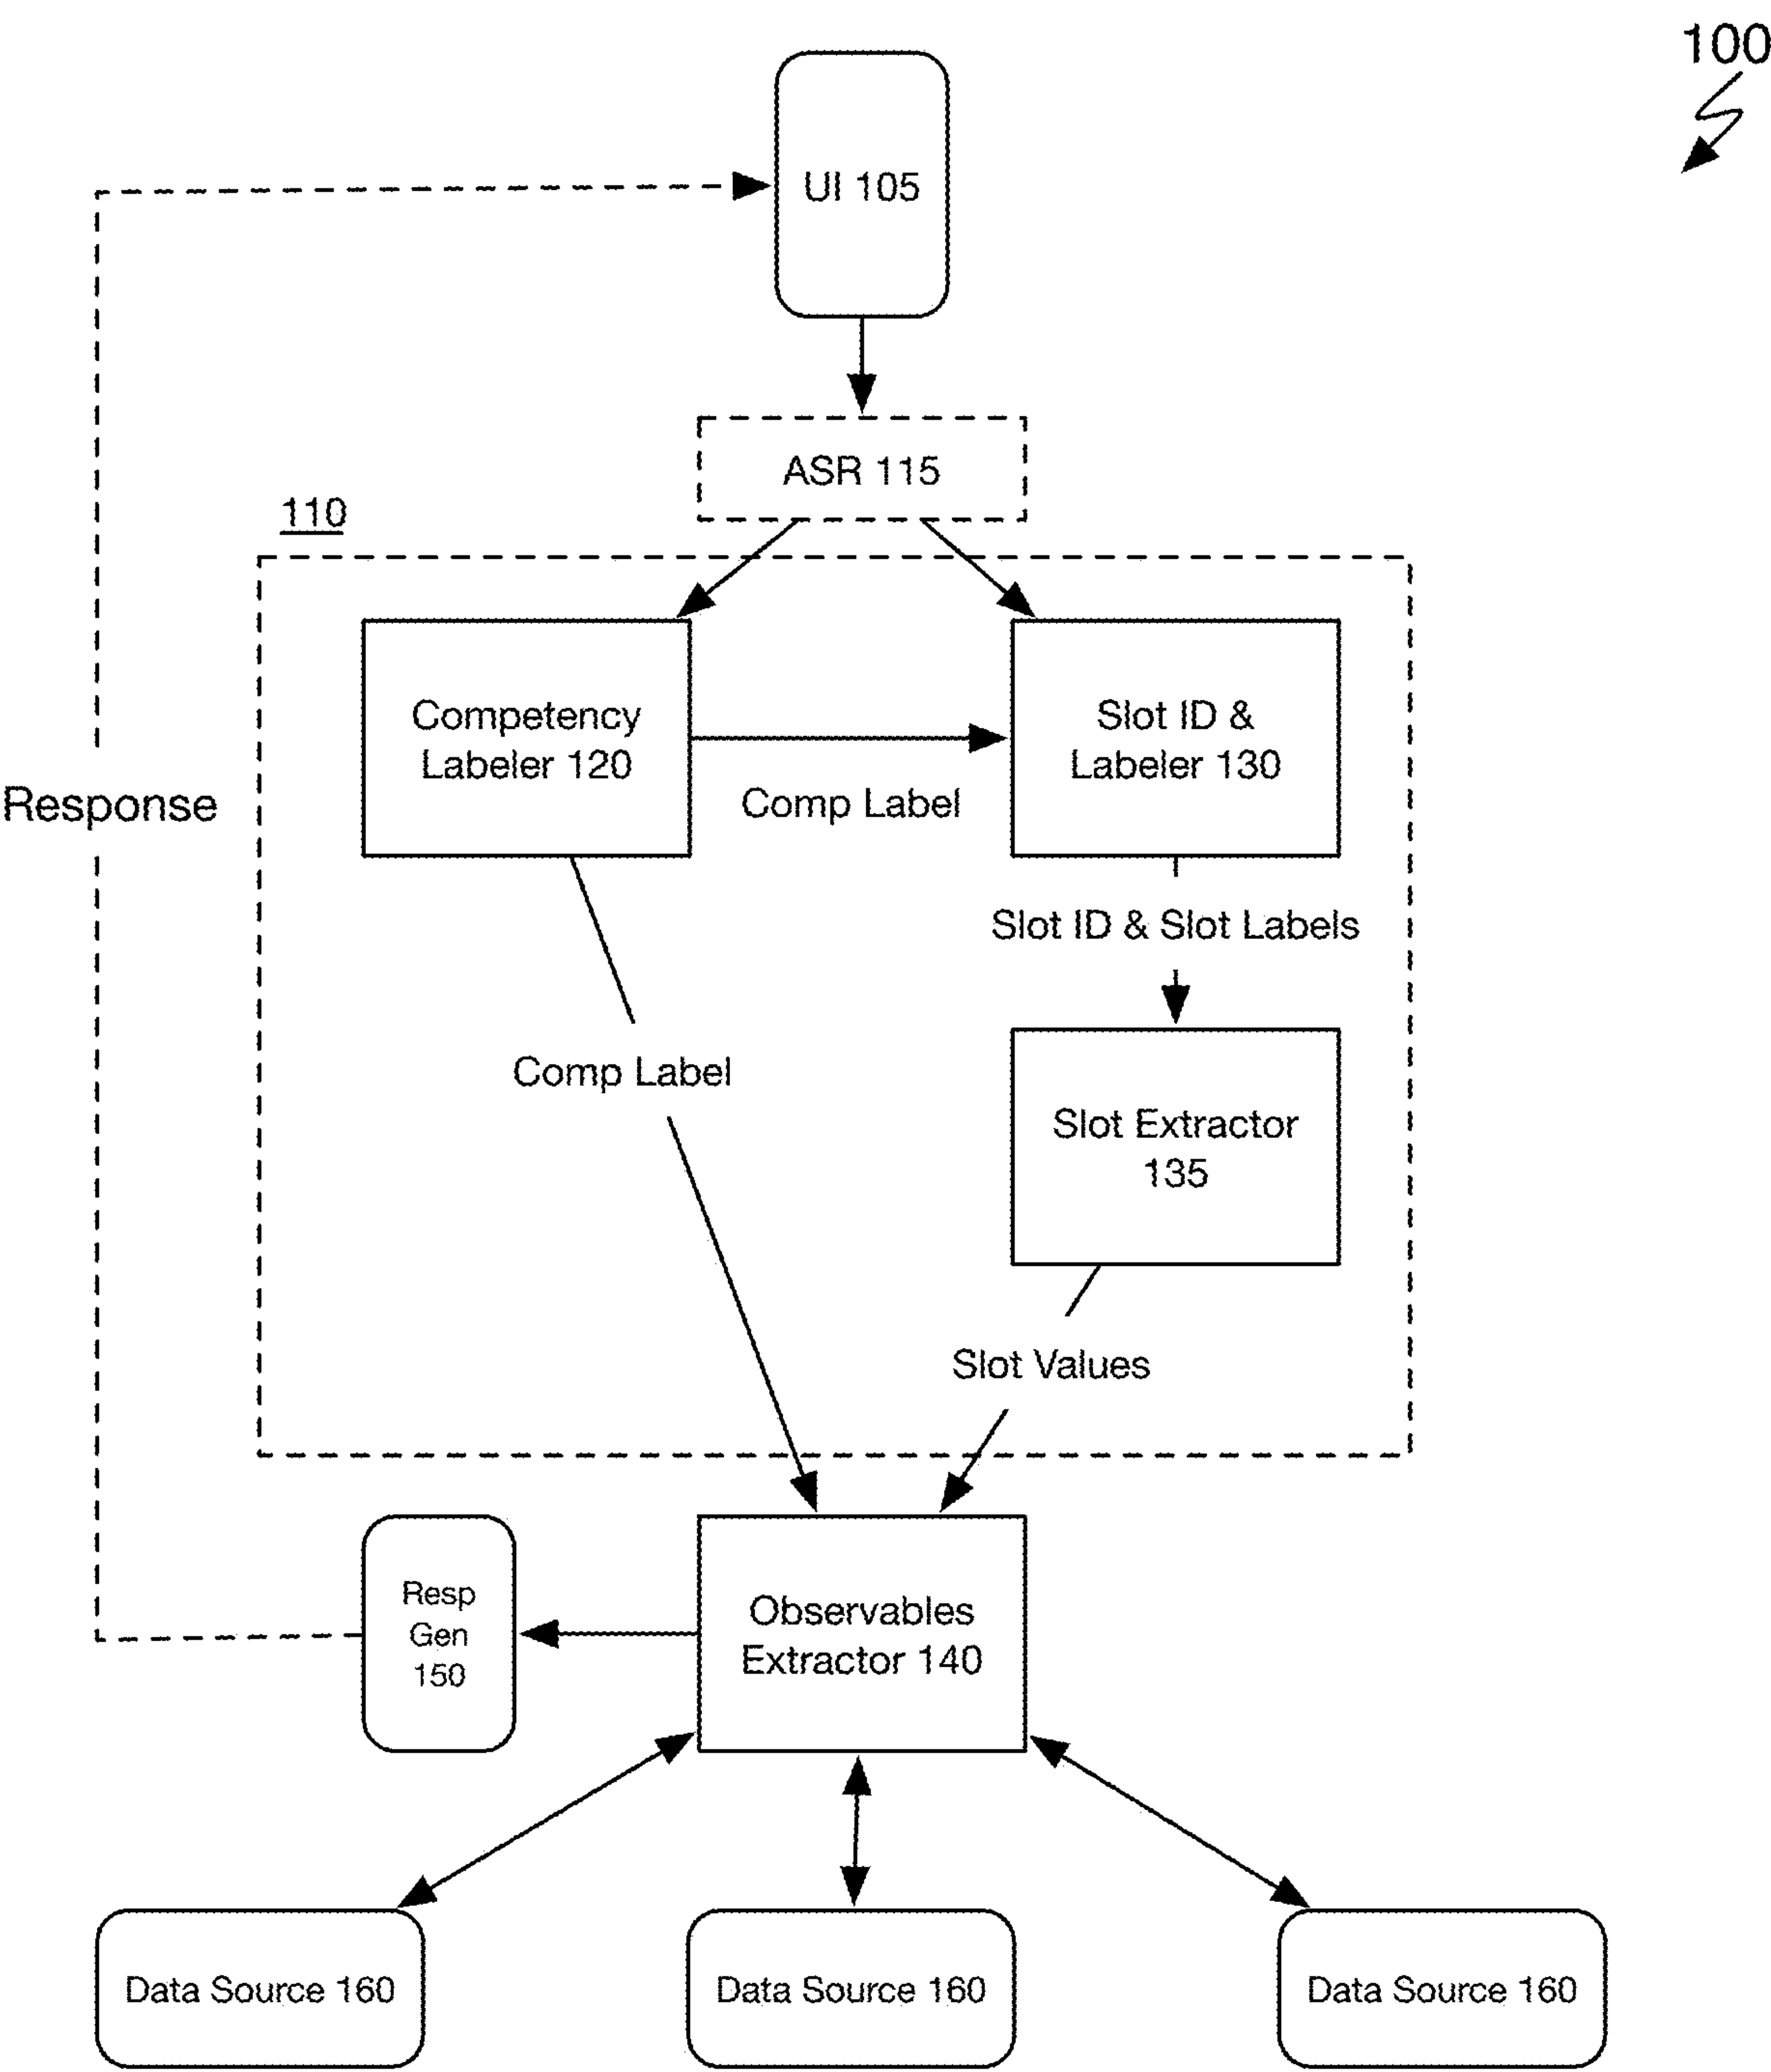 100
UI 105
ASR 115
110
Competency
Labeler 120
Slot ID &
Labeler 130
Comp Label
Response
Slot ID & Slot Labels
Comp Label
Slot Extractor
135
Slot Values
Resp
Gen
150
Observables
Extractor 140
Data Source 160
Data Source 160
Data Source 160